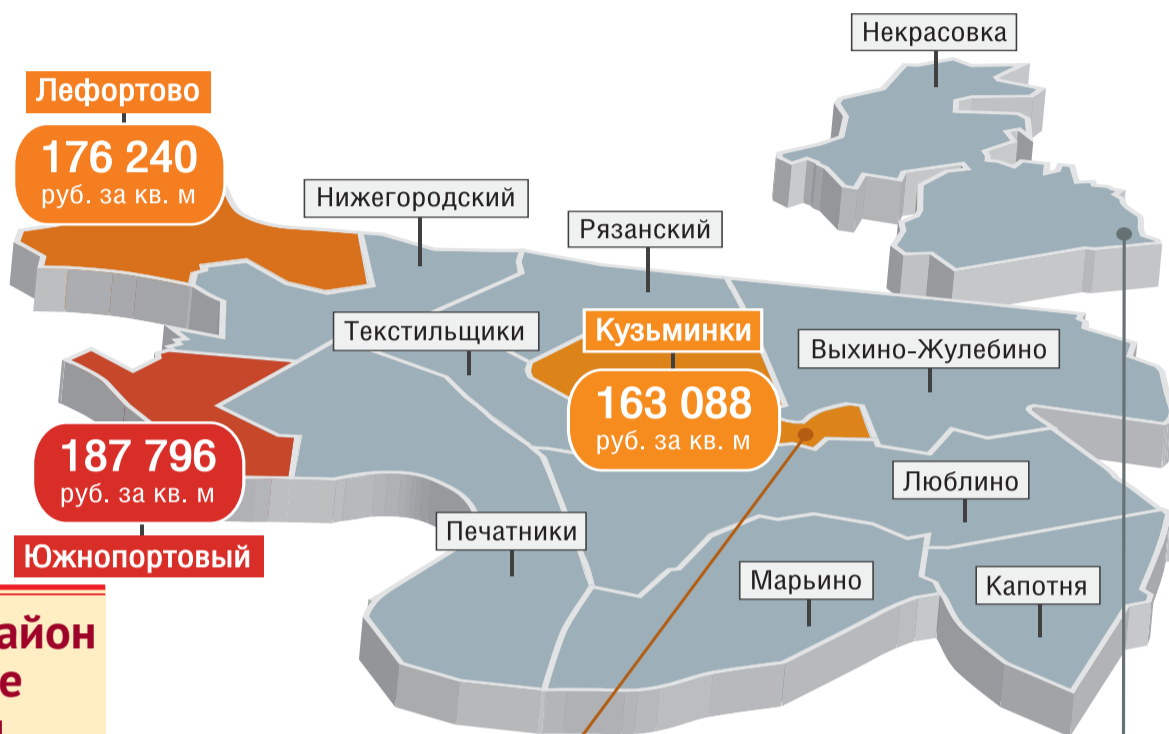 Некрасовка
Лефортово
176 240
руб. за кв. м
Нижегородский
Рязанский
Текстильщики
Кузьминки
163 088
руб. за кв. м
Выхино-Жулебино
187 796
руб. за кв. м
Южнопортовый
Люблино
Печатники
Марьино
Капотня
айон
е